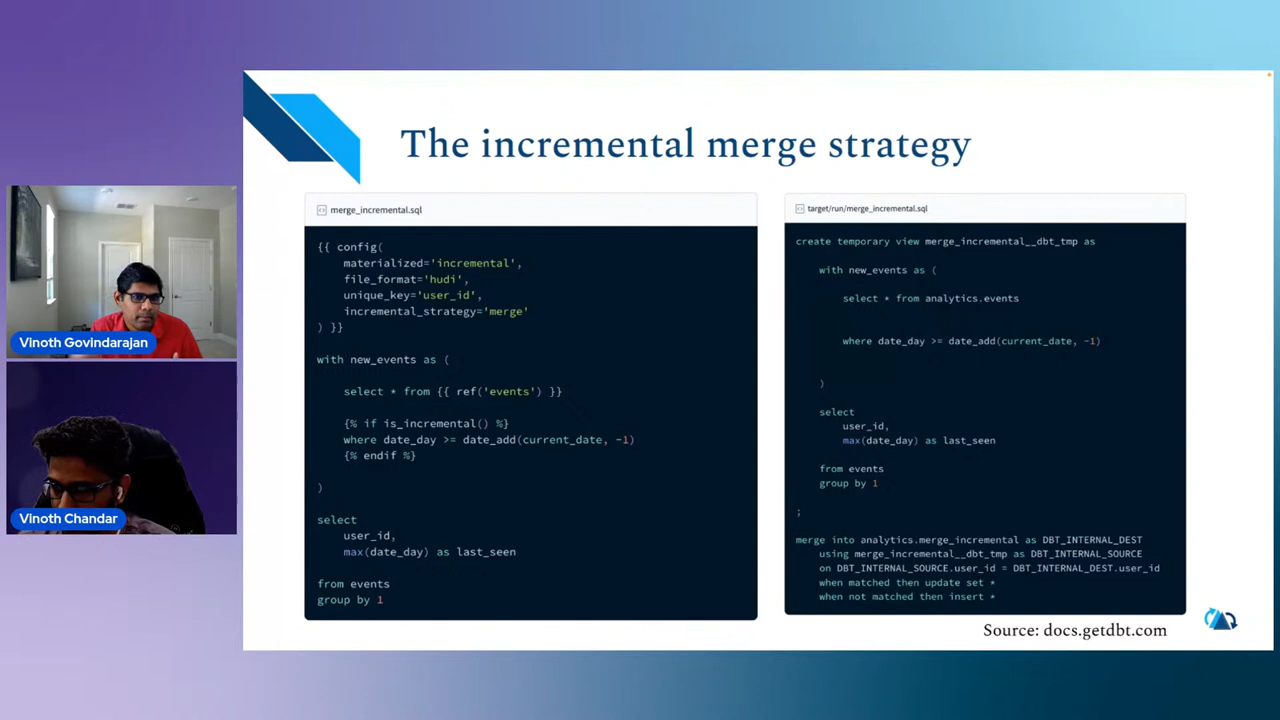 The incremental merge strategy
merge_incremental.sql
{{ config(
materialized='incremental',
file_format='hudi',
unique_key='user_id',
incremental_strategy='merge'
) }}
with new_events as (
select * from {{ ref('events') }}
{% if is_incremental() %}
where date_day >= date_add(current_date, -1)
{% endif %}
)
select
user_id,
max(date_day) as last_seen
from events
group by 1
target/run/merge_incremental.sql
create temporary view merge_incremental__dbt_tmp as
with new_events as (
select * from analytics.events
where date_day >= date_add(current_date, -1)
)
select
user_id,
max(date_day) as last_seen
from events
group by 1
;
merge into analytics.merge_incremental as DBT_INTERNAL_DEST
using merge_incremental__dbt_tmp as DBT_INTERNAL_SOURCE
on DBT_INTERNAL_SOURCE.user_id = DBT_INTERNAL_DEST.user_id
when matched then update set *
when not matched then insert *
Source: docs.getdbt.com
Vinoth Govindarajan
Vinoth Chandar